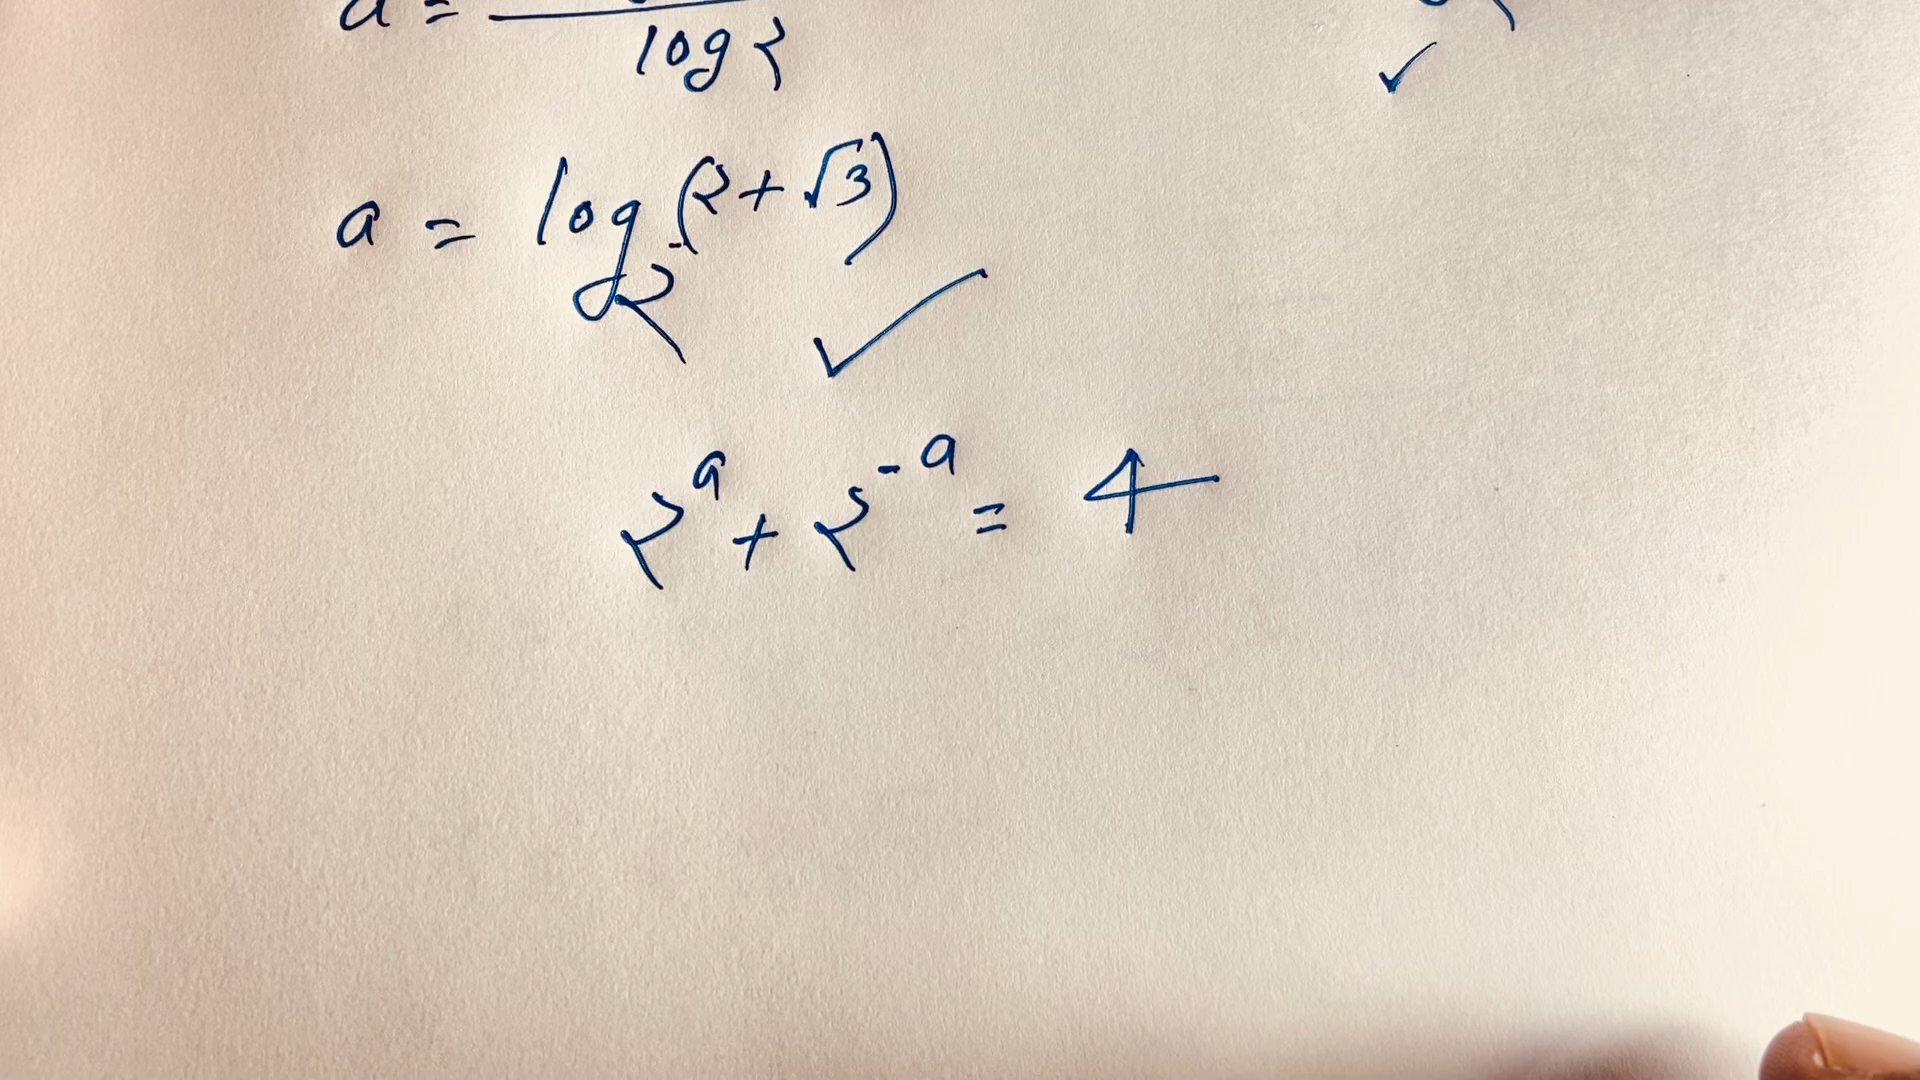 a = ―
log 2
✓
a = log₂(2 + √3)
✓
2ᵃ + 2⁻ᵃ = 4